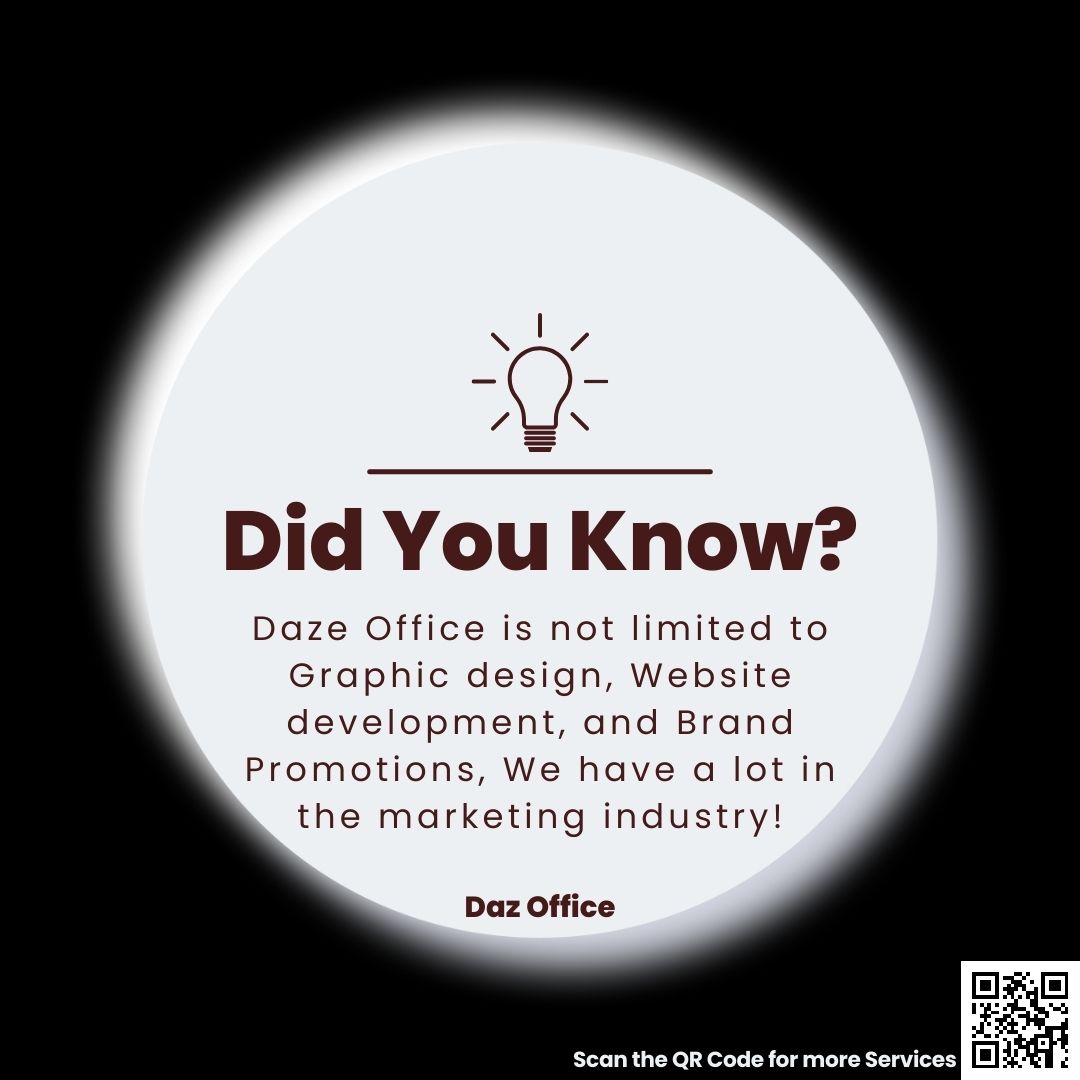 Did You Know?
Daze Office is not limited to
Graphic design, Website
development, and Brand
Promotions, We have a lot in
the marketing industry!
Daz Office
Scan the QR Code for more Services